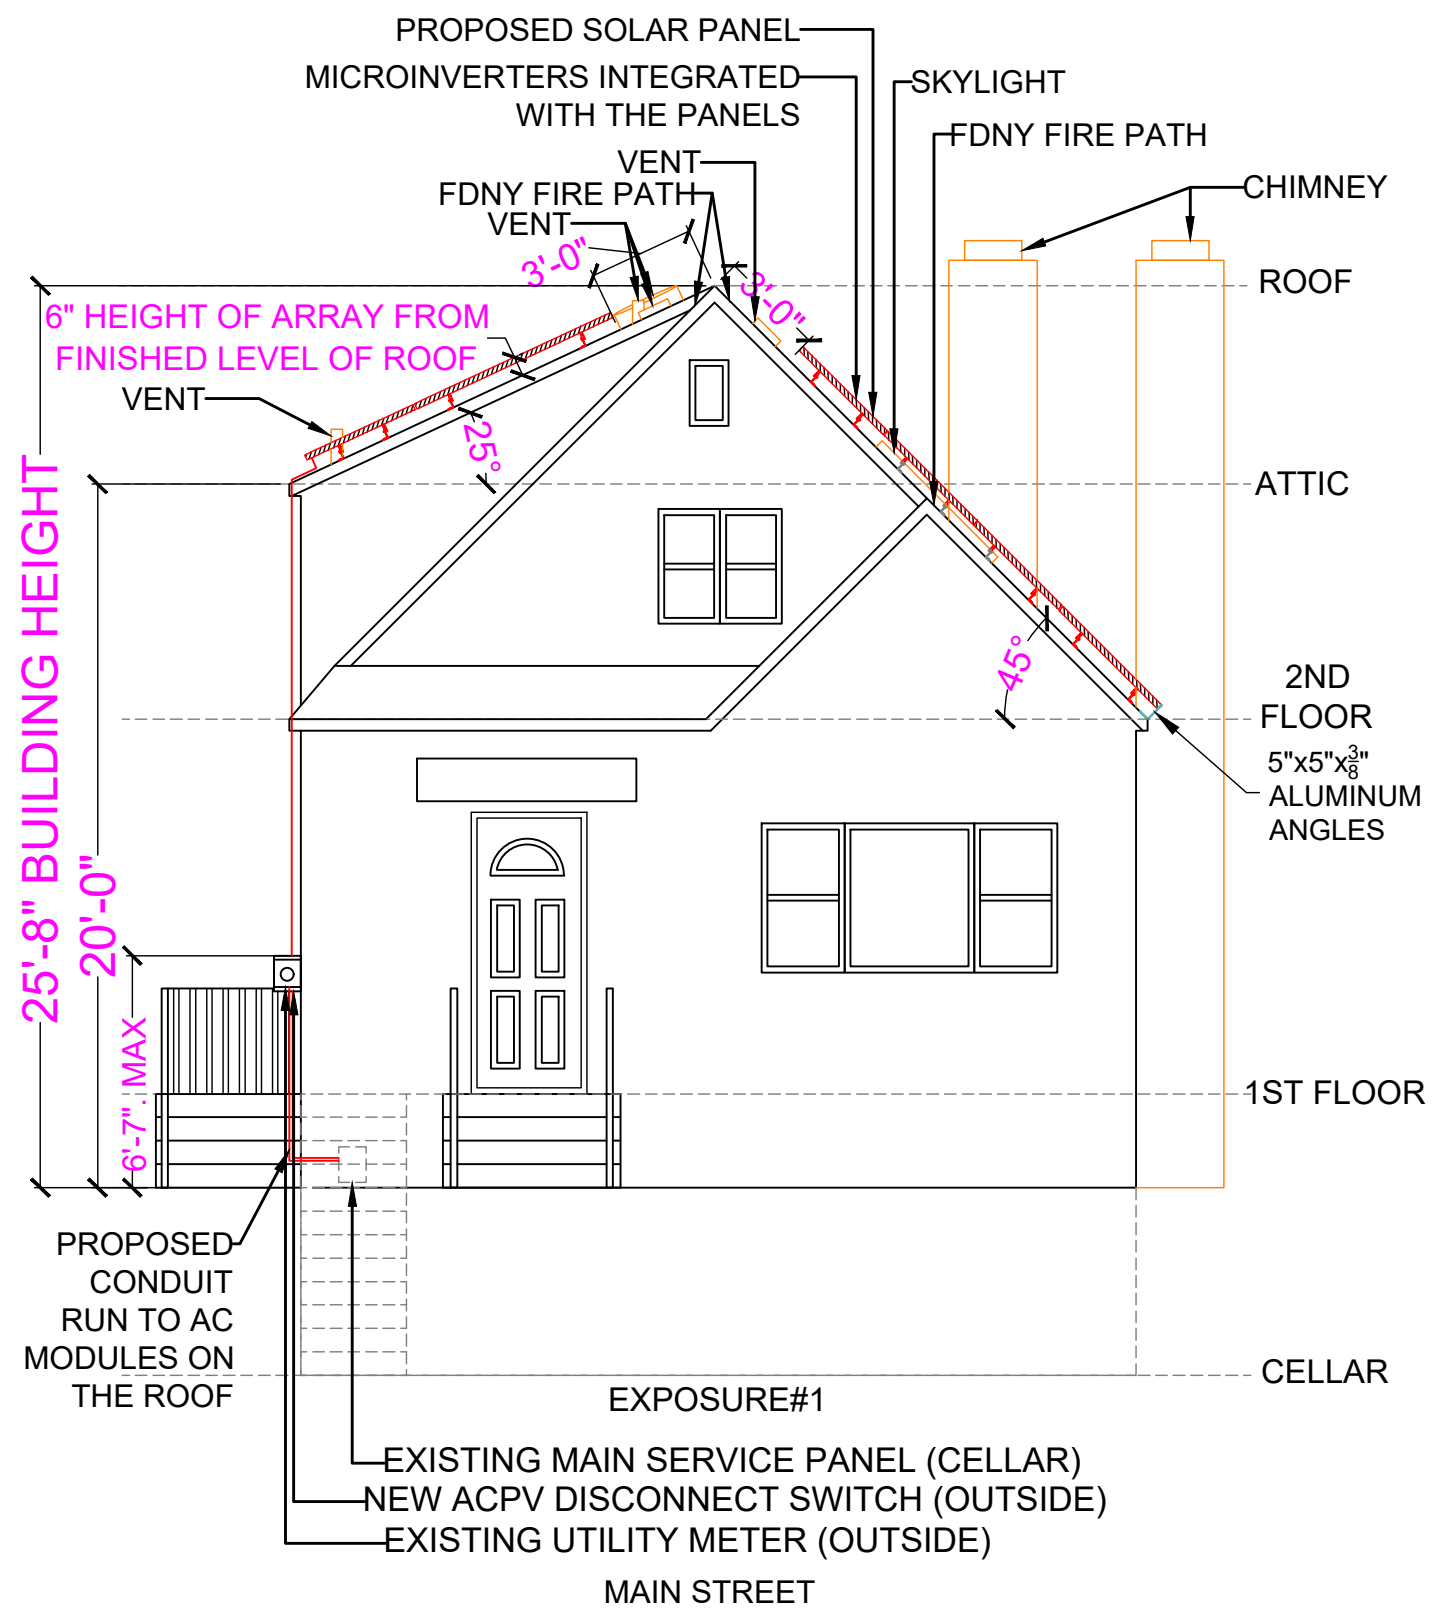 PROPOSED SOLAR PANEL
MICROINVERTERS INTEGRATED
WITH THE PANELS
SKYLIGHT
FDNY FIRE PATH
VENT
FDNY FIRE PATH
VENT
CHIMNEY
3'-0"
3'-0"
ROOF
6" HEIGHT OF ARRAY FROM
FINISHED LEVEL OF ROOF
VENT
25°
ATTIC
25'-8" BUILDING HEIGHT
20'-0"
45°
2ND
FLOOR
5"x5"x3/8"
ALUMINUM
ANGLES
6'-7". MAX
1ST FLOOR
PROPOSED
CONDUIT
RUN TO AC
MODULES ON
THE ROOF
CELLAR
EXPOSURE#1
EXISTING MAIN SERVICE PANEL (CELLAR)
NEW ACPV DISCONNECT SWITCH (OUTSIDE)
EXISTING UTILITY METER (OUTSIDE)
MAIN STREET